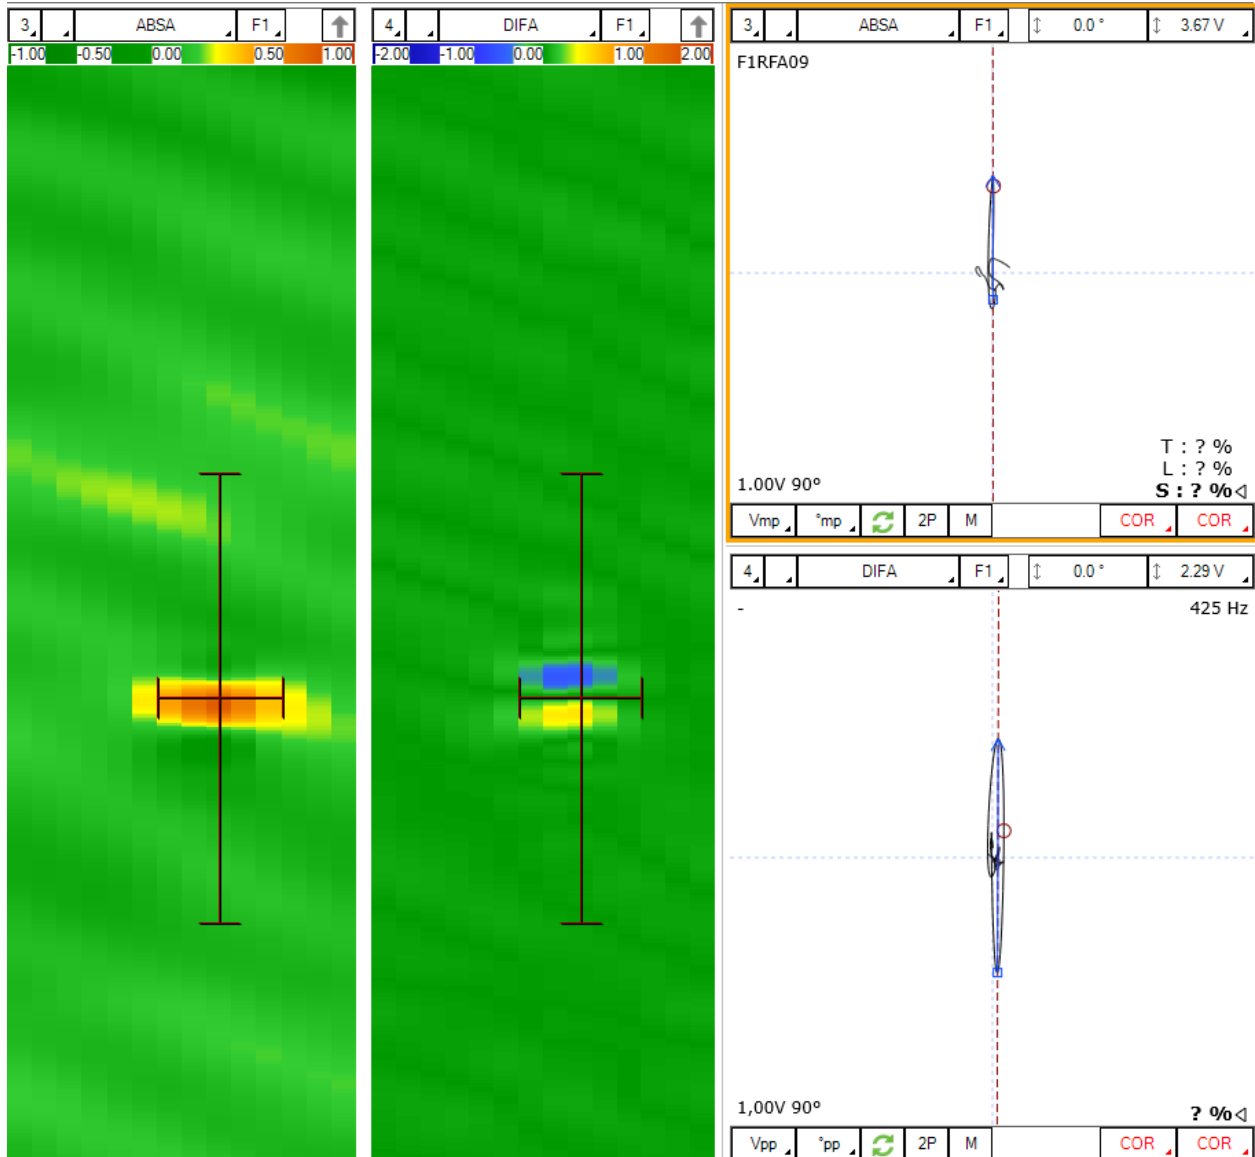 3 ABSA F1
-1.00 -0.50 0.00 0.50 1.00
4 DIFA F1
-2.00 -1.00 0.00 1.00 2.00
3 ABSA F1 0.0 ° 3.67 V
F1RFA09
T : ? %
L : ? %
S : ? %
1.00V 90°
Vmp °mp 2P M COR COR
4 DIFA F1 0.0 ° 2.29 V
- 425 Hz
1,00V 90°
? %
Vpp °pp 2P M COR COR